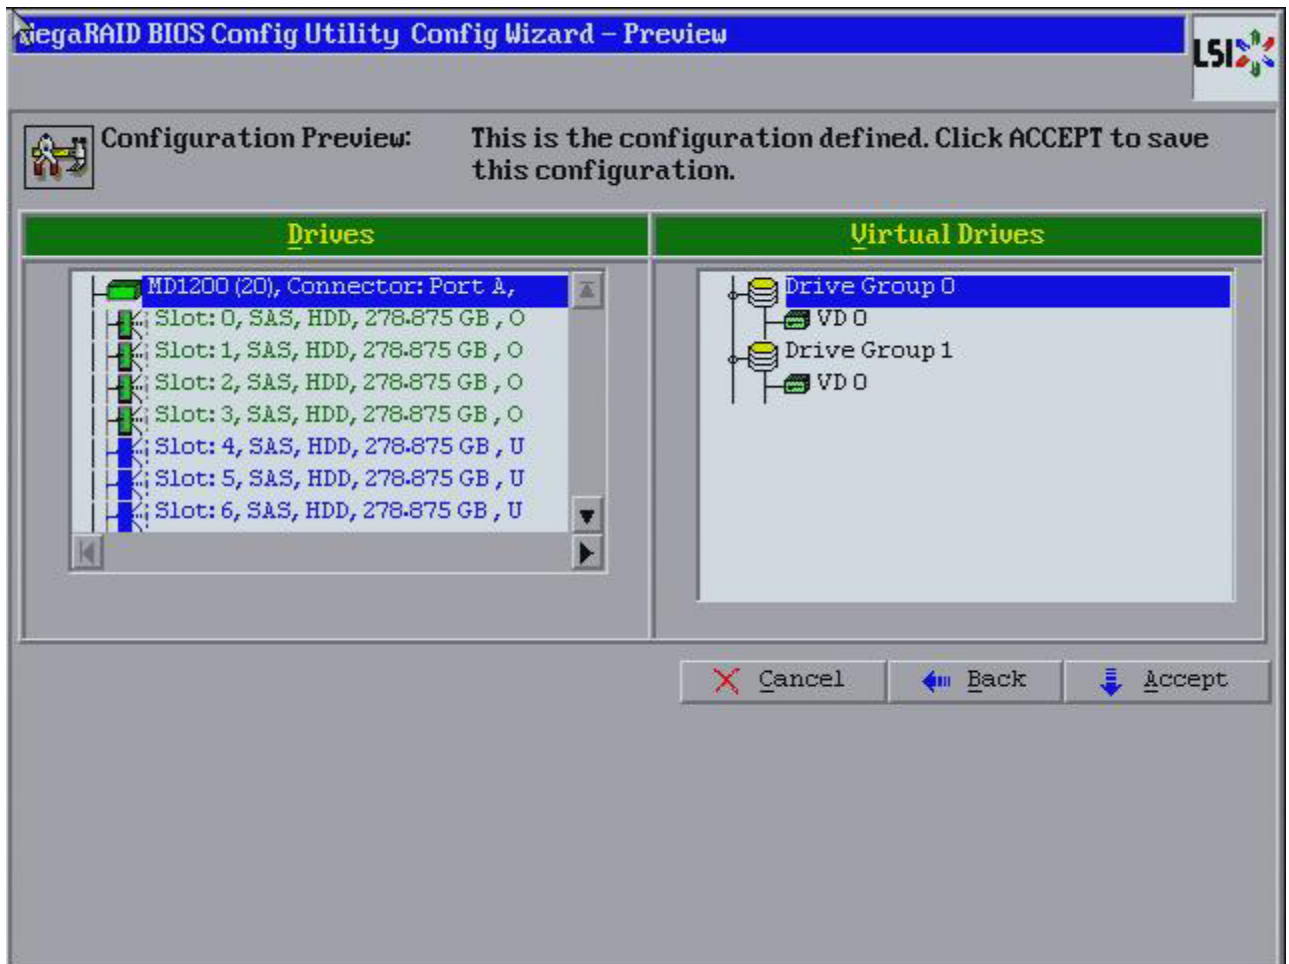 egaRAID BIOS Config Utility Config Wizard – Preview
LSI
Configuration Preview: This is the configuration defined. Click ACCEPT to save
this configuration.
Drives
MD1200 (20), Connector: Port A,
Slot: 0, SAS, HDD, 278.875 GB , O
Slot: 1, SAS, HDD, 278.875 GB , O
Slot: 2, SAS, HDD, 278.875 GB , O
Slot: 3, SAS, HDD, 278.875 GB , O
Slot: 4, SAS, HDD, 278.875 GB , U
Slot: 5, SAS, HDD, 278.875 GB , U
Slot: 6, SAS, HDD, 278.875 GB , U
Virtual Drives
Drive Group 0
VD 0
Drive Group 1
VD 0
Cancel
Back
Accept